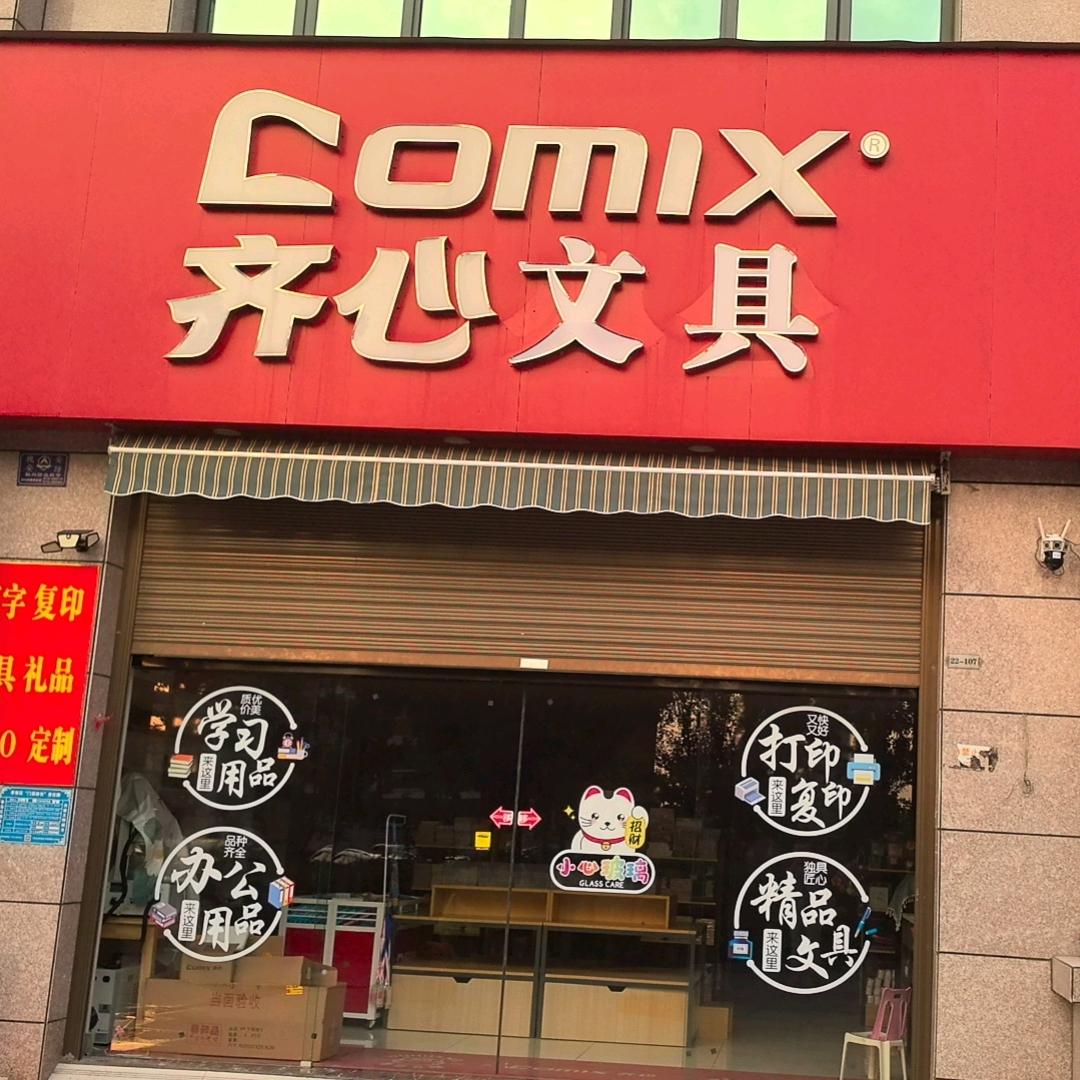 Comix®
齐心文具
字 复印
具 礼品
O 定制
22-107
质优
价美
学习
来这里
用品
品种
齐全
办公
来这里
用品
推
移
招财
小心玻璃
GLASS CARE
又快
又好
打印
来这里
复印
独具
匠心
精品
来这里
文具
Comix
当面验收